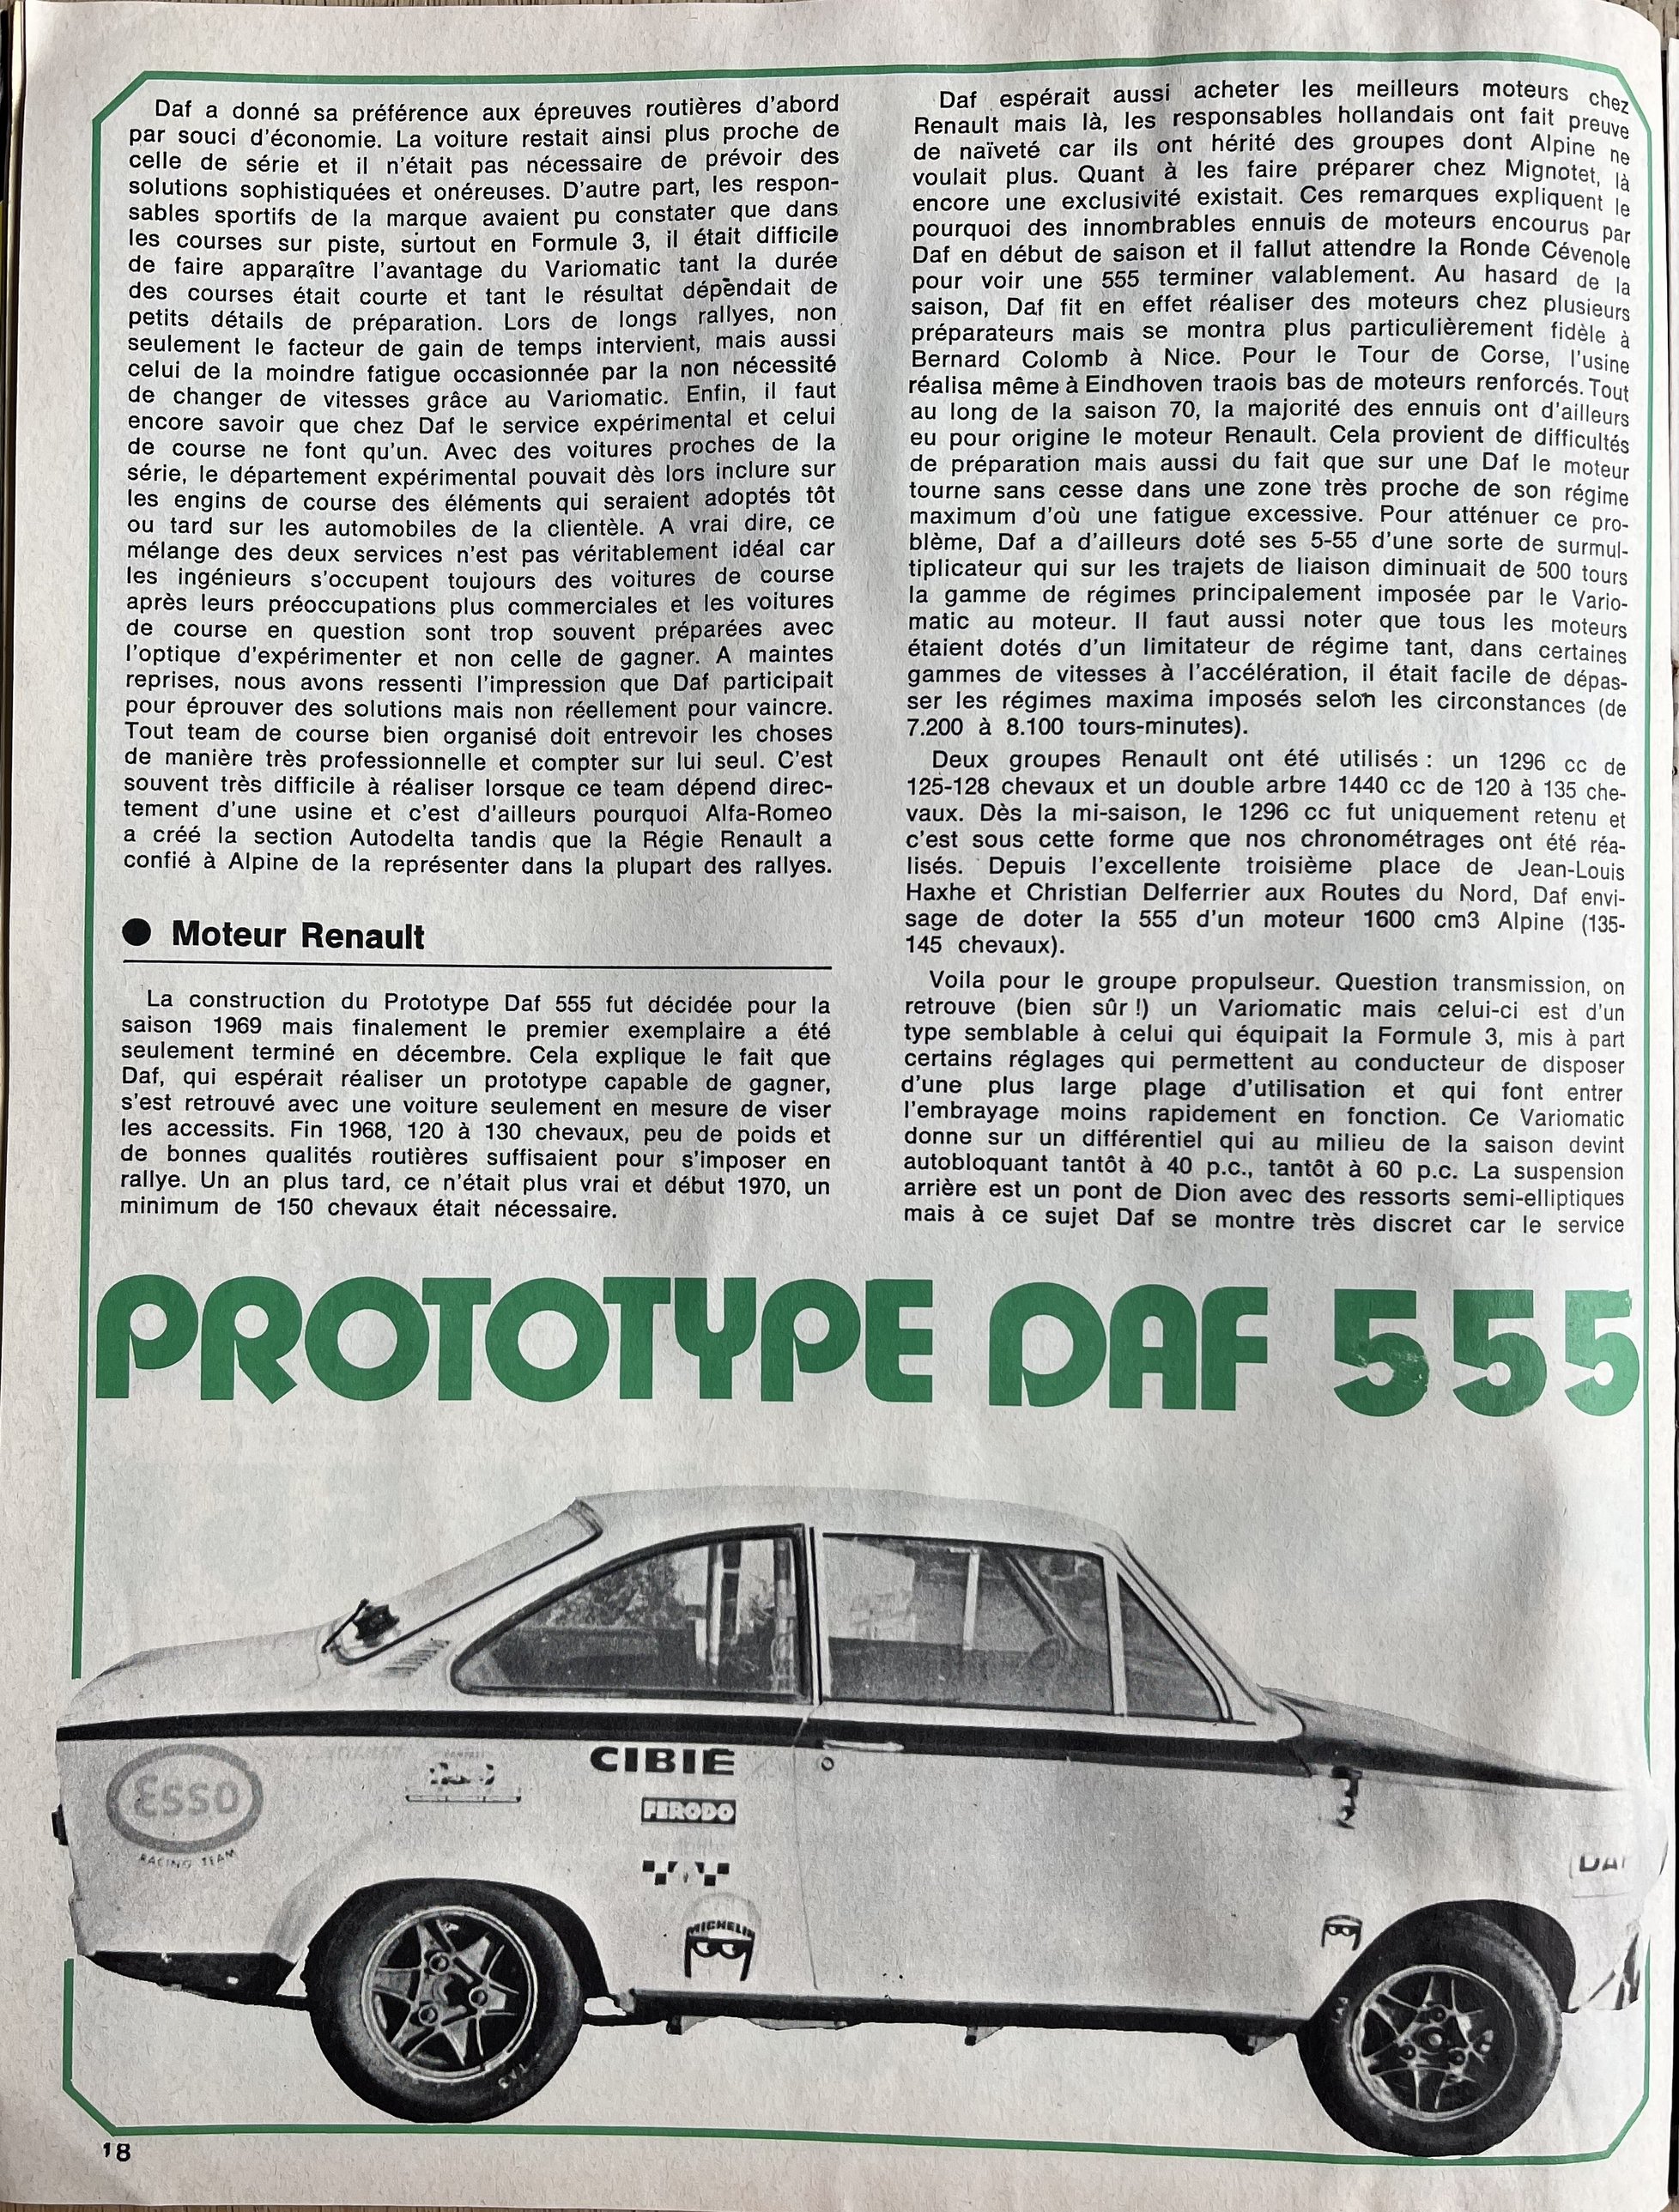 Daf a donné sa préférence aux épreuves routières d'abord
par souci d'économie. La voiture restait ainsi plus proche de
celle de série et il n'était pas nécessaire de prévoir des
solutions sophistiquées et onéreuses. D'autre part, les respon-
sables sportifs de la marque avaient pu constater que dans
les courses sur piste, surtout en Formule 3, il était difficile
de faire apparaître l'avantage du Variomatic tant la durée
des courses était courte et tant le résultat dépendait de
petits détails de préparation. Lors de longs rallyes, non
seulement le facteur de gain de temps intervient, mais aussi
celui de la moindre fatigue occasionnée par la non nécessité
de changer de vitesses grâce au Variomatic. Enfin, il faut
encore savoir que chez Daf le service expérimental et celui
de course ne font qu'un. Avec des voitures proches de la
série, le département expérimental pouvait dès lors inclure sur
les engins de course des éléments qui seraient adoptés tôt
ou tard sur les automobiles de la clientèle. A vrai dire, ce
mélange des deux services n'est pas véritablement idéal car
les ingénieurs s'occupent toujours des voitures de course
après leurs préoccupations plus commerciales et les voitures
de course en question sont trop souvent préparées avec
l'optique d'expérimenter et non celle de gagner. A maintes
reprises, nous avons ressenti l'impression que Daf participait
pour éprouver des solutions mais non réellement pour vaincre.
Tout team de course bien organisé doit entrevoir les choses
de manière très professionnelle et compter sur lui seul. C'est
souvent très difficile à réaliser lorsque ce team dépend direc-
tement d'une usine et c'est d'ailleurs pourquoi Alfa-Romeo
a créé la section Autodelta tandis que la Régie Renault a
confié à Alpine de la représenter dans la plupart des rallyes.
● Moteur Renault
La construction du Prototype Daf 555 fut décidée pour la
saison 1969 mais finalement le premier exemplaire a été
seulement terminé en décembre. Cela explique le fait que
Daf, qui espérait réaliser un prototype capable de gagner,
s'est retrouvé avec une voiture seulement en mesure de viser
les accessits. Fin 1968, 120 à 130 chevaux, peu de poids et
de bonnes qualités routières suffisaient pour s'imposer en
rallye. Un an plus tard, ce n'était plus vrai et début 1970, un
minimum de 150 chevaux était nécessaire.
Daf espérait aussi acheter les meilleurs moteurs chez
Renault mais là, les responsables hollandais ont fait preuve
de naïveté car ils ont hérité des groupes dont Alpine ne
voulait plus. Quant à les faire préparer chez Mignotet, là
encore une exclusivité existait. Ces remarques expliquent le
pourquoi des innombrables ennuis de moteurs encourus par
Daf en début de saison et il fallut attendre la Ronde Cévenole
pour voir une 555 terminer valablement. Au hasard de la
saison, Daf fit en effet réaliser des moteurs chez plusieurs
préparateurs mais se montra plus particulièrement fidèle à
Bernard Colomb à Nice. Pour le Tour de Corse, l'usine
réalisa même à Eindhoven traois bas de moteurs renforcés. Tout
au long de la saison 70, la majorité des ennuis ont d'ailleurs
eu pour origine le moteur Renault. Cela provient de difficultés
de préparation mais aussi du fait que sur une Daf le moteur
tourne sans cesse dans une zone très proche de son régime
maximum d'où une fatigue excessive. Pour atténuer ce pro-
blème, Daf a d'ailleurs doté ses 5-55 d'une sorte de surmul-
tiplicateur qui sur les trajets de liaison diminuait de 500 tours
la gamme de régimes principalement imposée par le Vario-
matic au moteur. Il faut aussi noter que tous les moteurs
étaient dotés d'un limitateur de régime tant, dans certaines
gammes de vitesses à l'accélération, il était facile de dépas-
ser les régimes maxima imposés selon les circonstances (de
7.200 à 8.100 tours-minutes).
Deux groupes Renault ont été utilisés : un 1296 cc de
125-128 chevaux et un double arbre 1440 cc de 120 à 135 che-
vaux. Dès la mi-saison, le 1296 cc fut uniquement retenu et
c'est sous cette forme que nos chronométrages ont été réa-
lisés. Depuis l'excellente troisième place de Jean-Louis
Haxhe et Christian Delferrier aux Routes du Nord, Daf envi-
sage de doter la 555 d'un moteur 1600 cm3 Alpine (135-
145 chevaux).
Voila pour le groupe propulseur. Question transmission, on
retrouve (bien sûr !) un Variomatic mais celui-ci est d'un
type semblable à celui qui équipait la Formule 3, mis à part
certains réglages qui permettent au conducteur de disposer
d'une plus large plage d'utilisation et qui font entrer
l'embrayage moins rapidement en fonction. Ce Variomatic
donne sur un différentiel qui au milieu de la saison devint
autobloquant tantôt à 40 p.c., tantôt à 60 p.c. La suspension
arrière est un pont de Dion avec des ressorts semi-elliptiques
mais à ce sujet Daf se montre très discret car le service
PROTOTYPE DAF 555
CIBIE
ESSO
RACING TEAM
FERODO
MICHELIN
DAF
18